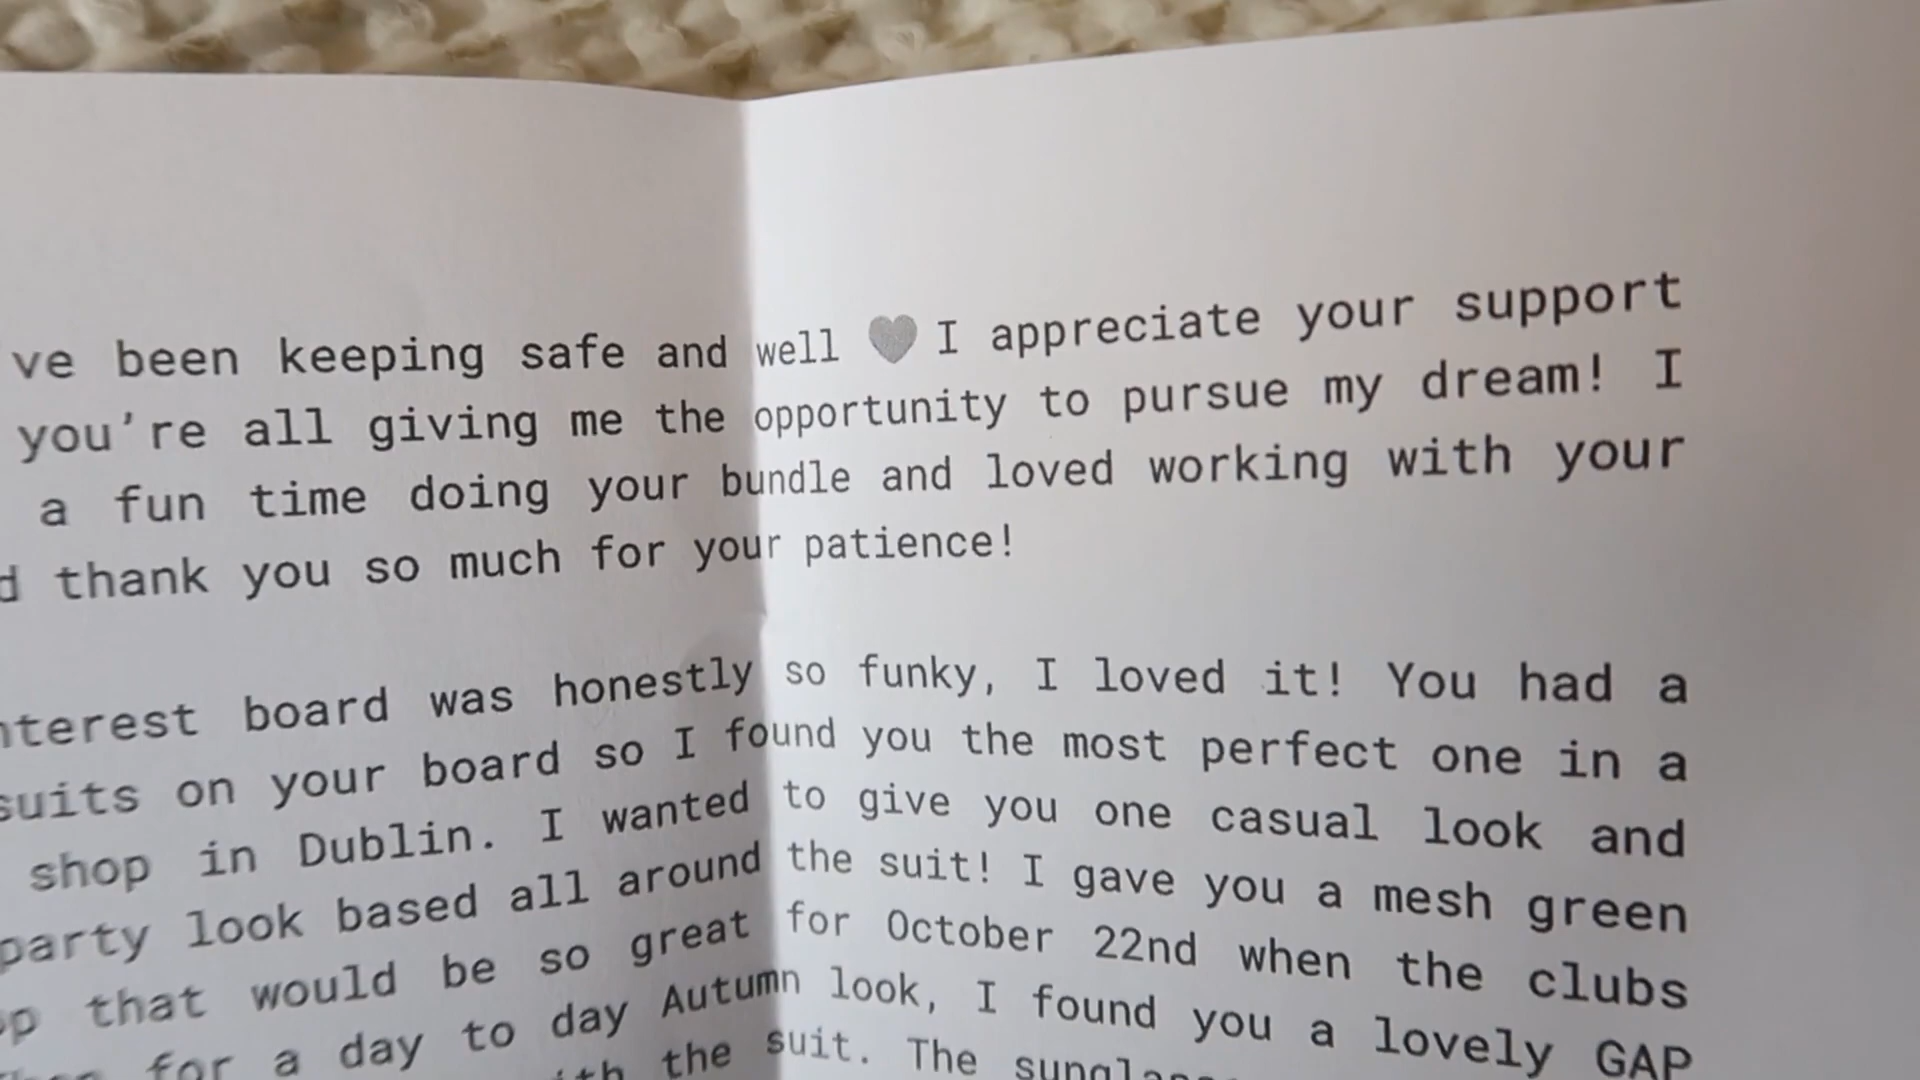 've been keeping safe and well 🩶 I appreciate your support
you're all giving me the opportunity to pursue my dream! I
a fun time doing your bundle and loved working with your
thank you so much for your patience!
board was honestly so funky, I loved it! You had a
suits on your board so I found you the most perfect one in a
shop in Dublin. I wanted to give you one casual look and
party look based all around the suit! I gave you a mesh green
that would be so great for October 22nd when the clubs
for a day to day Autumn look, I found you a lovely GAP
the suit. The